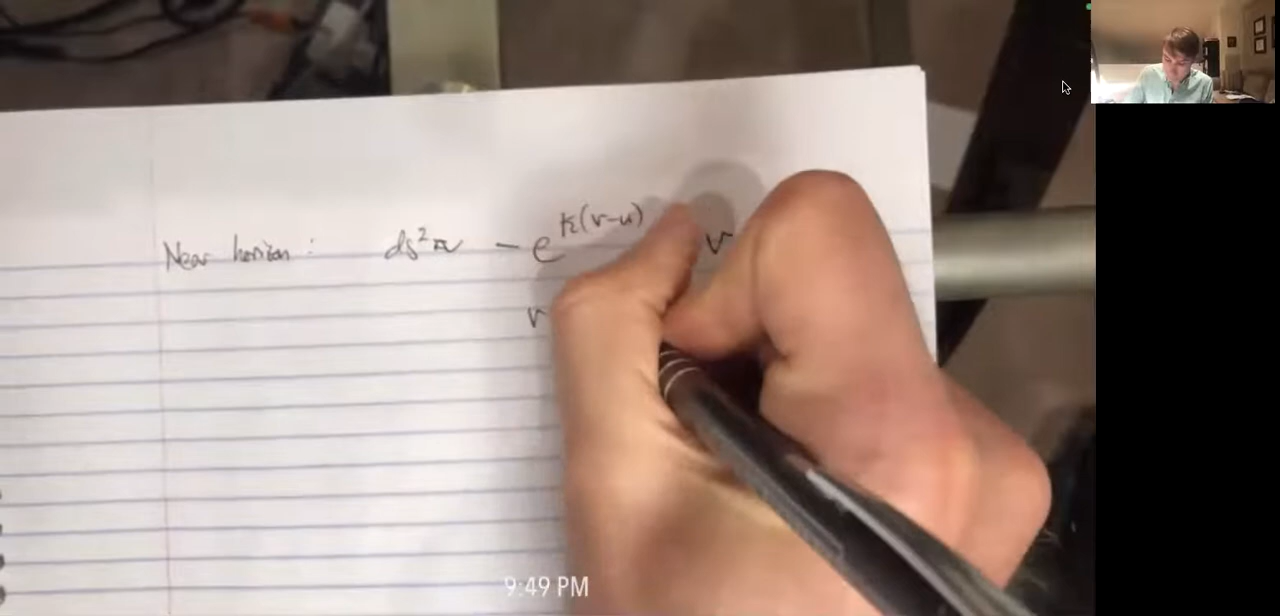 Near horizon: ds² ≈ - e^{κ(v-u)} v
v
9:49 PM